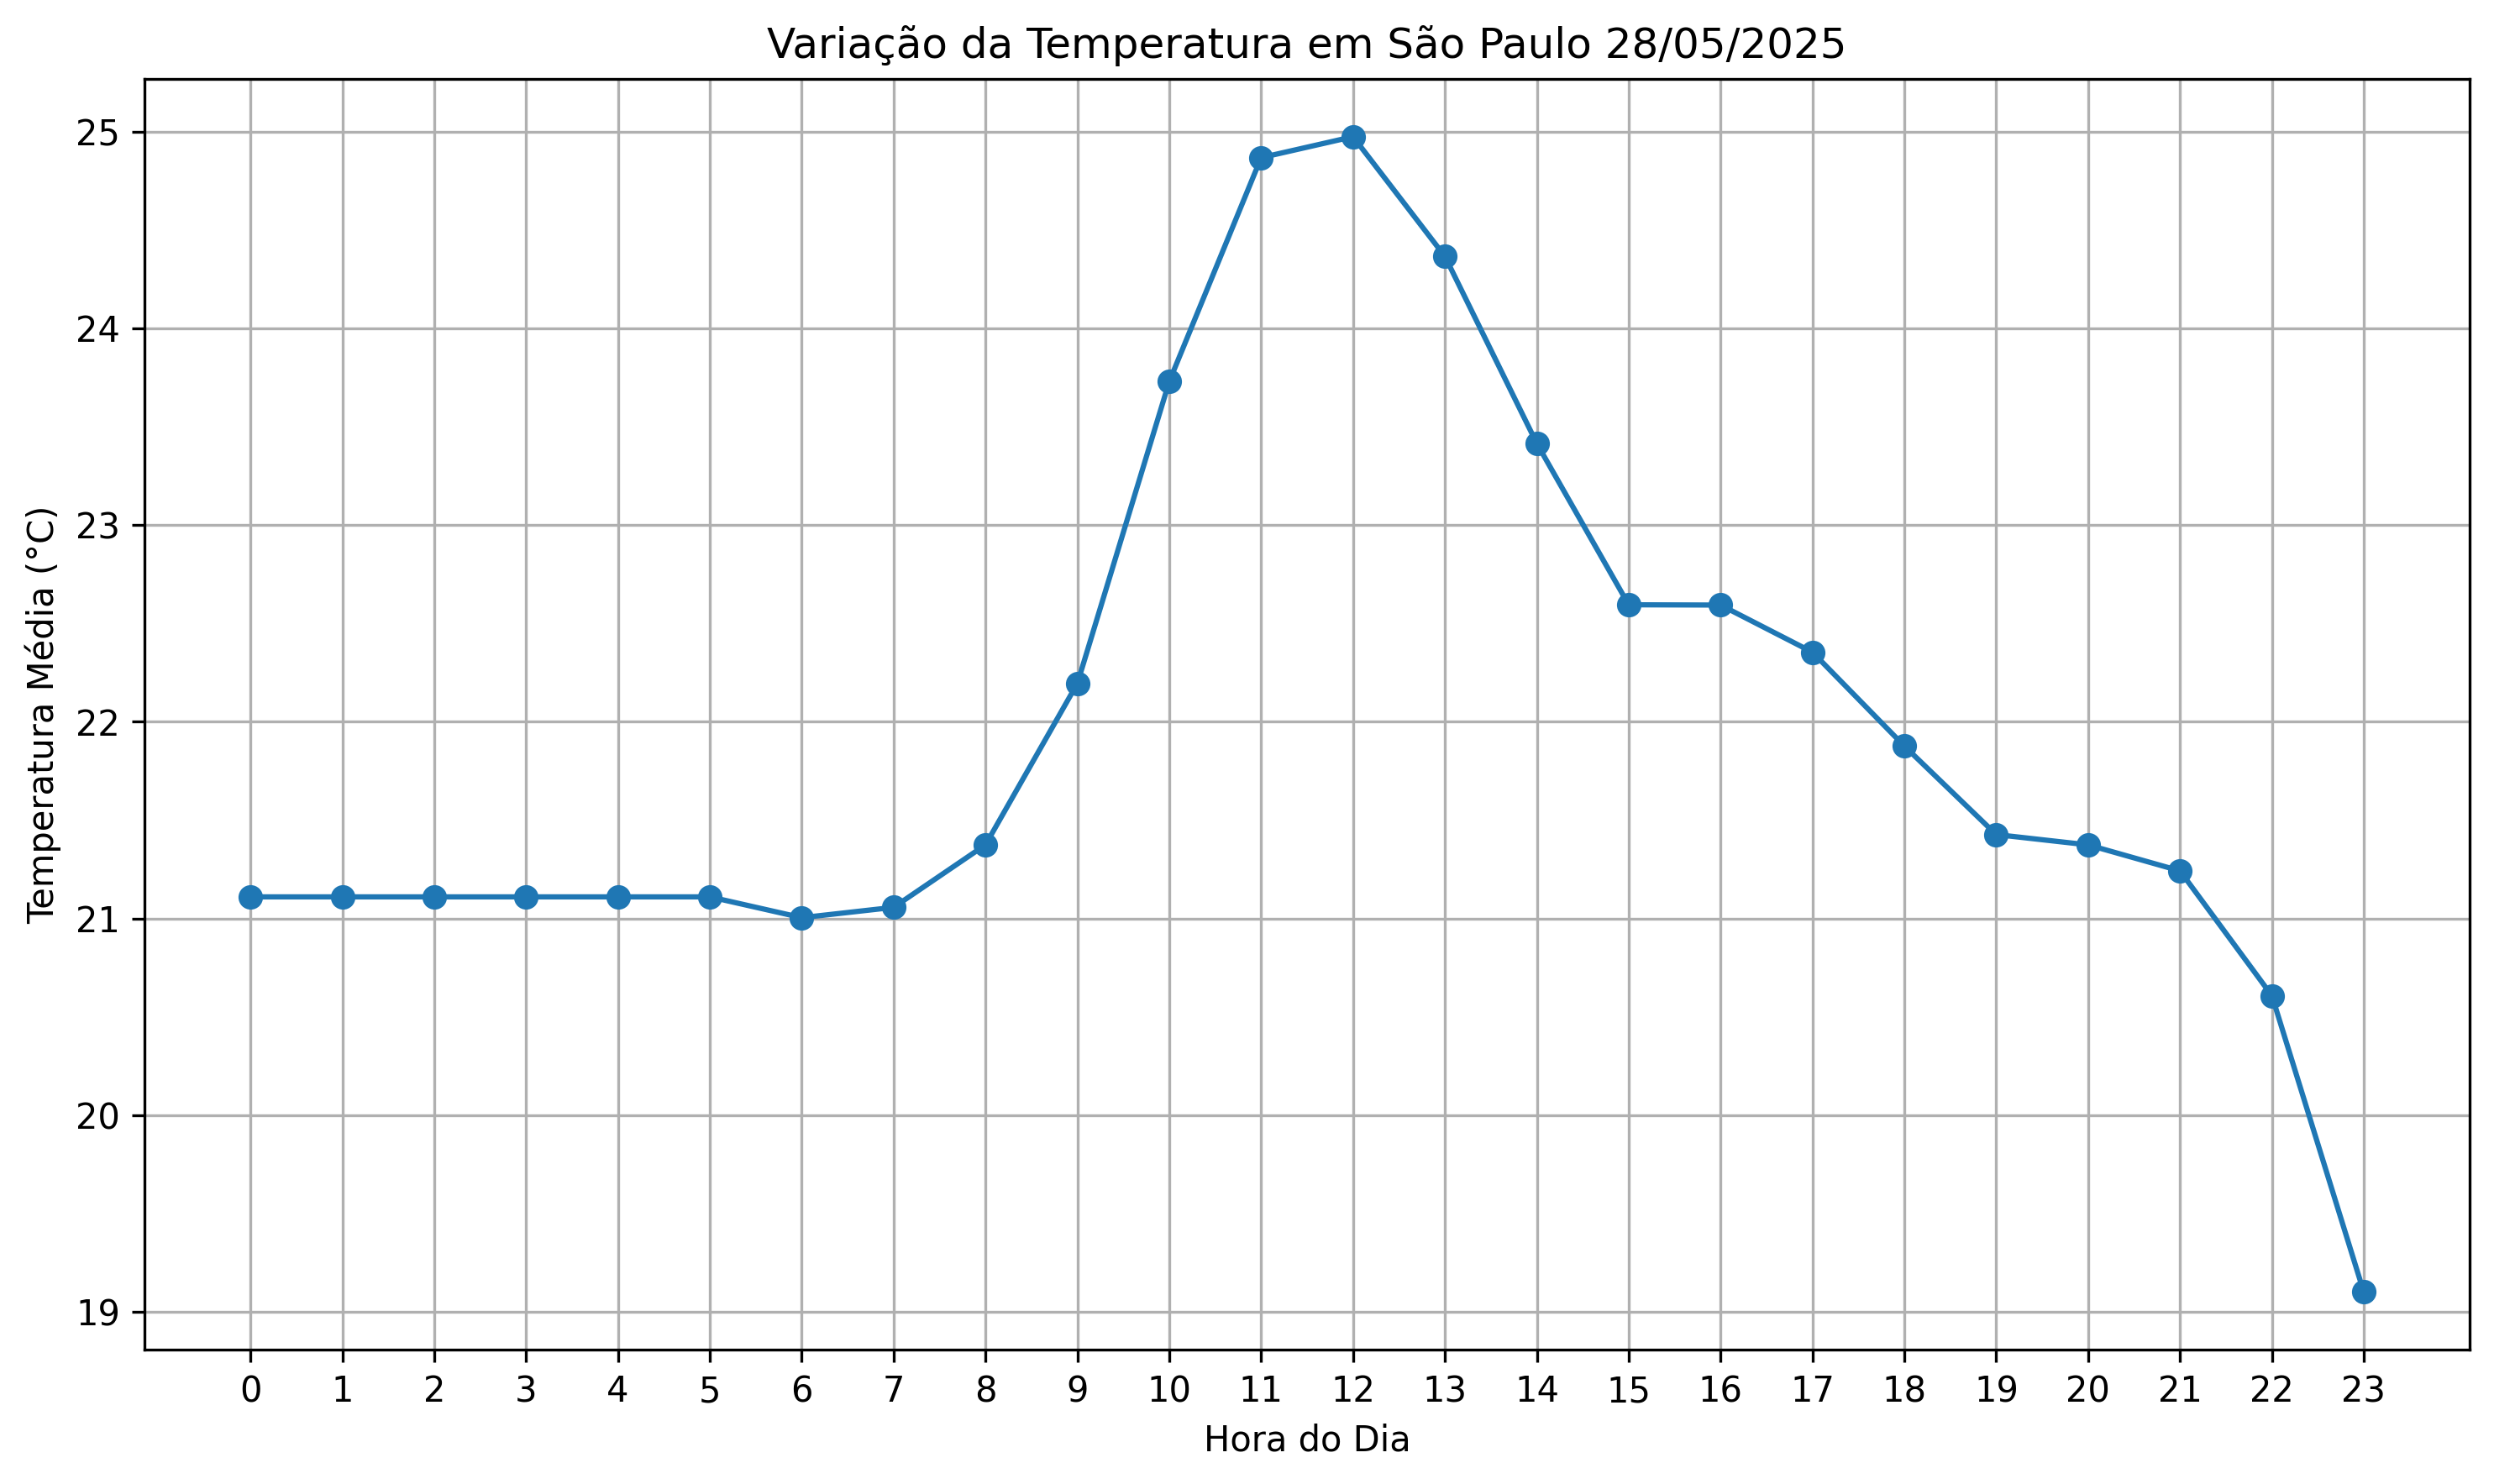 Variação da Temperatura em São Paulo 28/05/2025
Temperatura Média (°C)
25
24
23
22
21
20
19
0 1 2 3 4 5 6 7 8 9 10 11 12 13 14 15 16 17 18 19 20 21 22 23
Hora do Dia